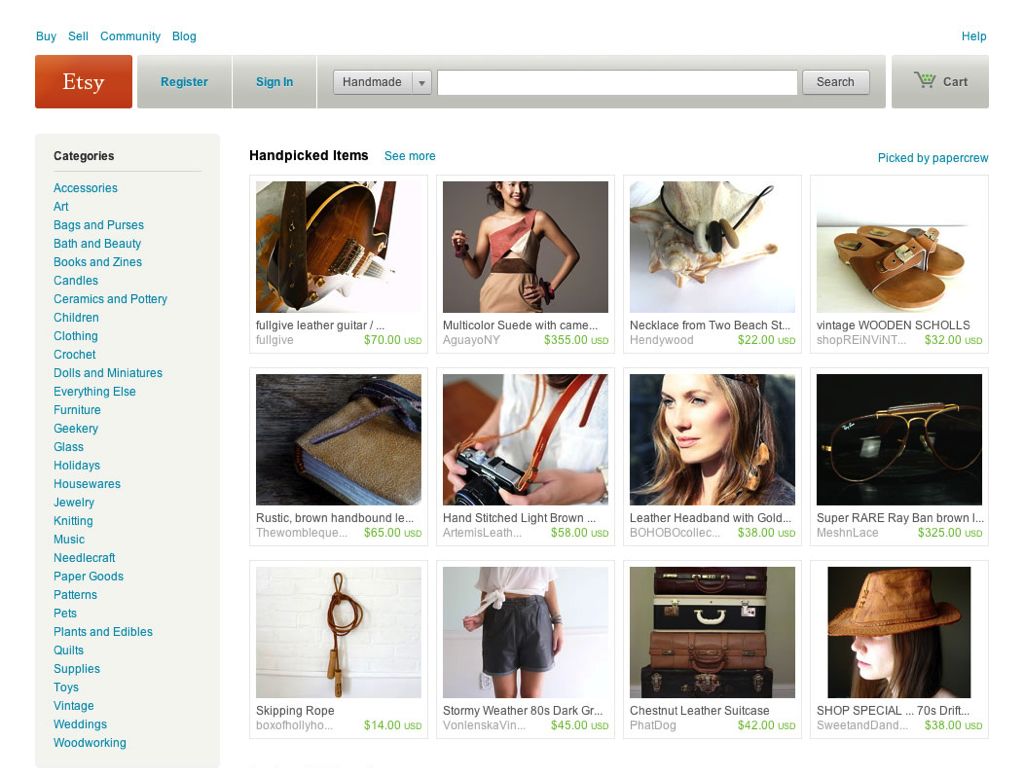 Buy Sell Community Blog Help
Etsy Register Sign In Handmade Search Cart
Categories
Accessories
Art
Bags and Purses
Bath and Beauty
Books and Zines
Candles
Ceramics and Pottery
Children
Clothing
Crochet
Dolls and Miniatures
Everything Else
Furniture
Geekery
Glass
Holidays
Housewares
Jewelry
Knitting
Music
Needlecraft
Paper Goods
Patterns
Pets
Plants and Edibles
Quilts
Supplies
Toys
Vintage
Weddings
Woodworking
Handpicked Items See more Picked by papercrew
fullgive leather guitar / ...
fullgive $70.00 USD
Multicolor Suede with came...
AguayoNY $355.00 USD
Necklace from Two Beach St...
Hendywood $22.00 USD
vintage WOODEN SCHOLLS
shopREiNViNT... $32.00 USD
Rustic, brown handbound le...
Thewombleque... $65.00 USD
Hand Stitched Light Brown ...
ArtemisLeath... $58.00 USD
Leather Headband with Gold...
BOHOBOcollec... $38.00 USD
Ray Ban
Super RARE Ray Ban brown l...
MeshnLace $325.00 USD
Skipping Rope
boxofhollyho... $14.00 USD
Stormy Weather 80s Dark Gr...
VonlenskaVin... $45.00 USD
Chestnut Leather Suitcase
PhatDog $42.00 USD
SHOP SPECIAL ... 70s Drift...
SweetandDand... $38.00 USD